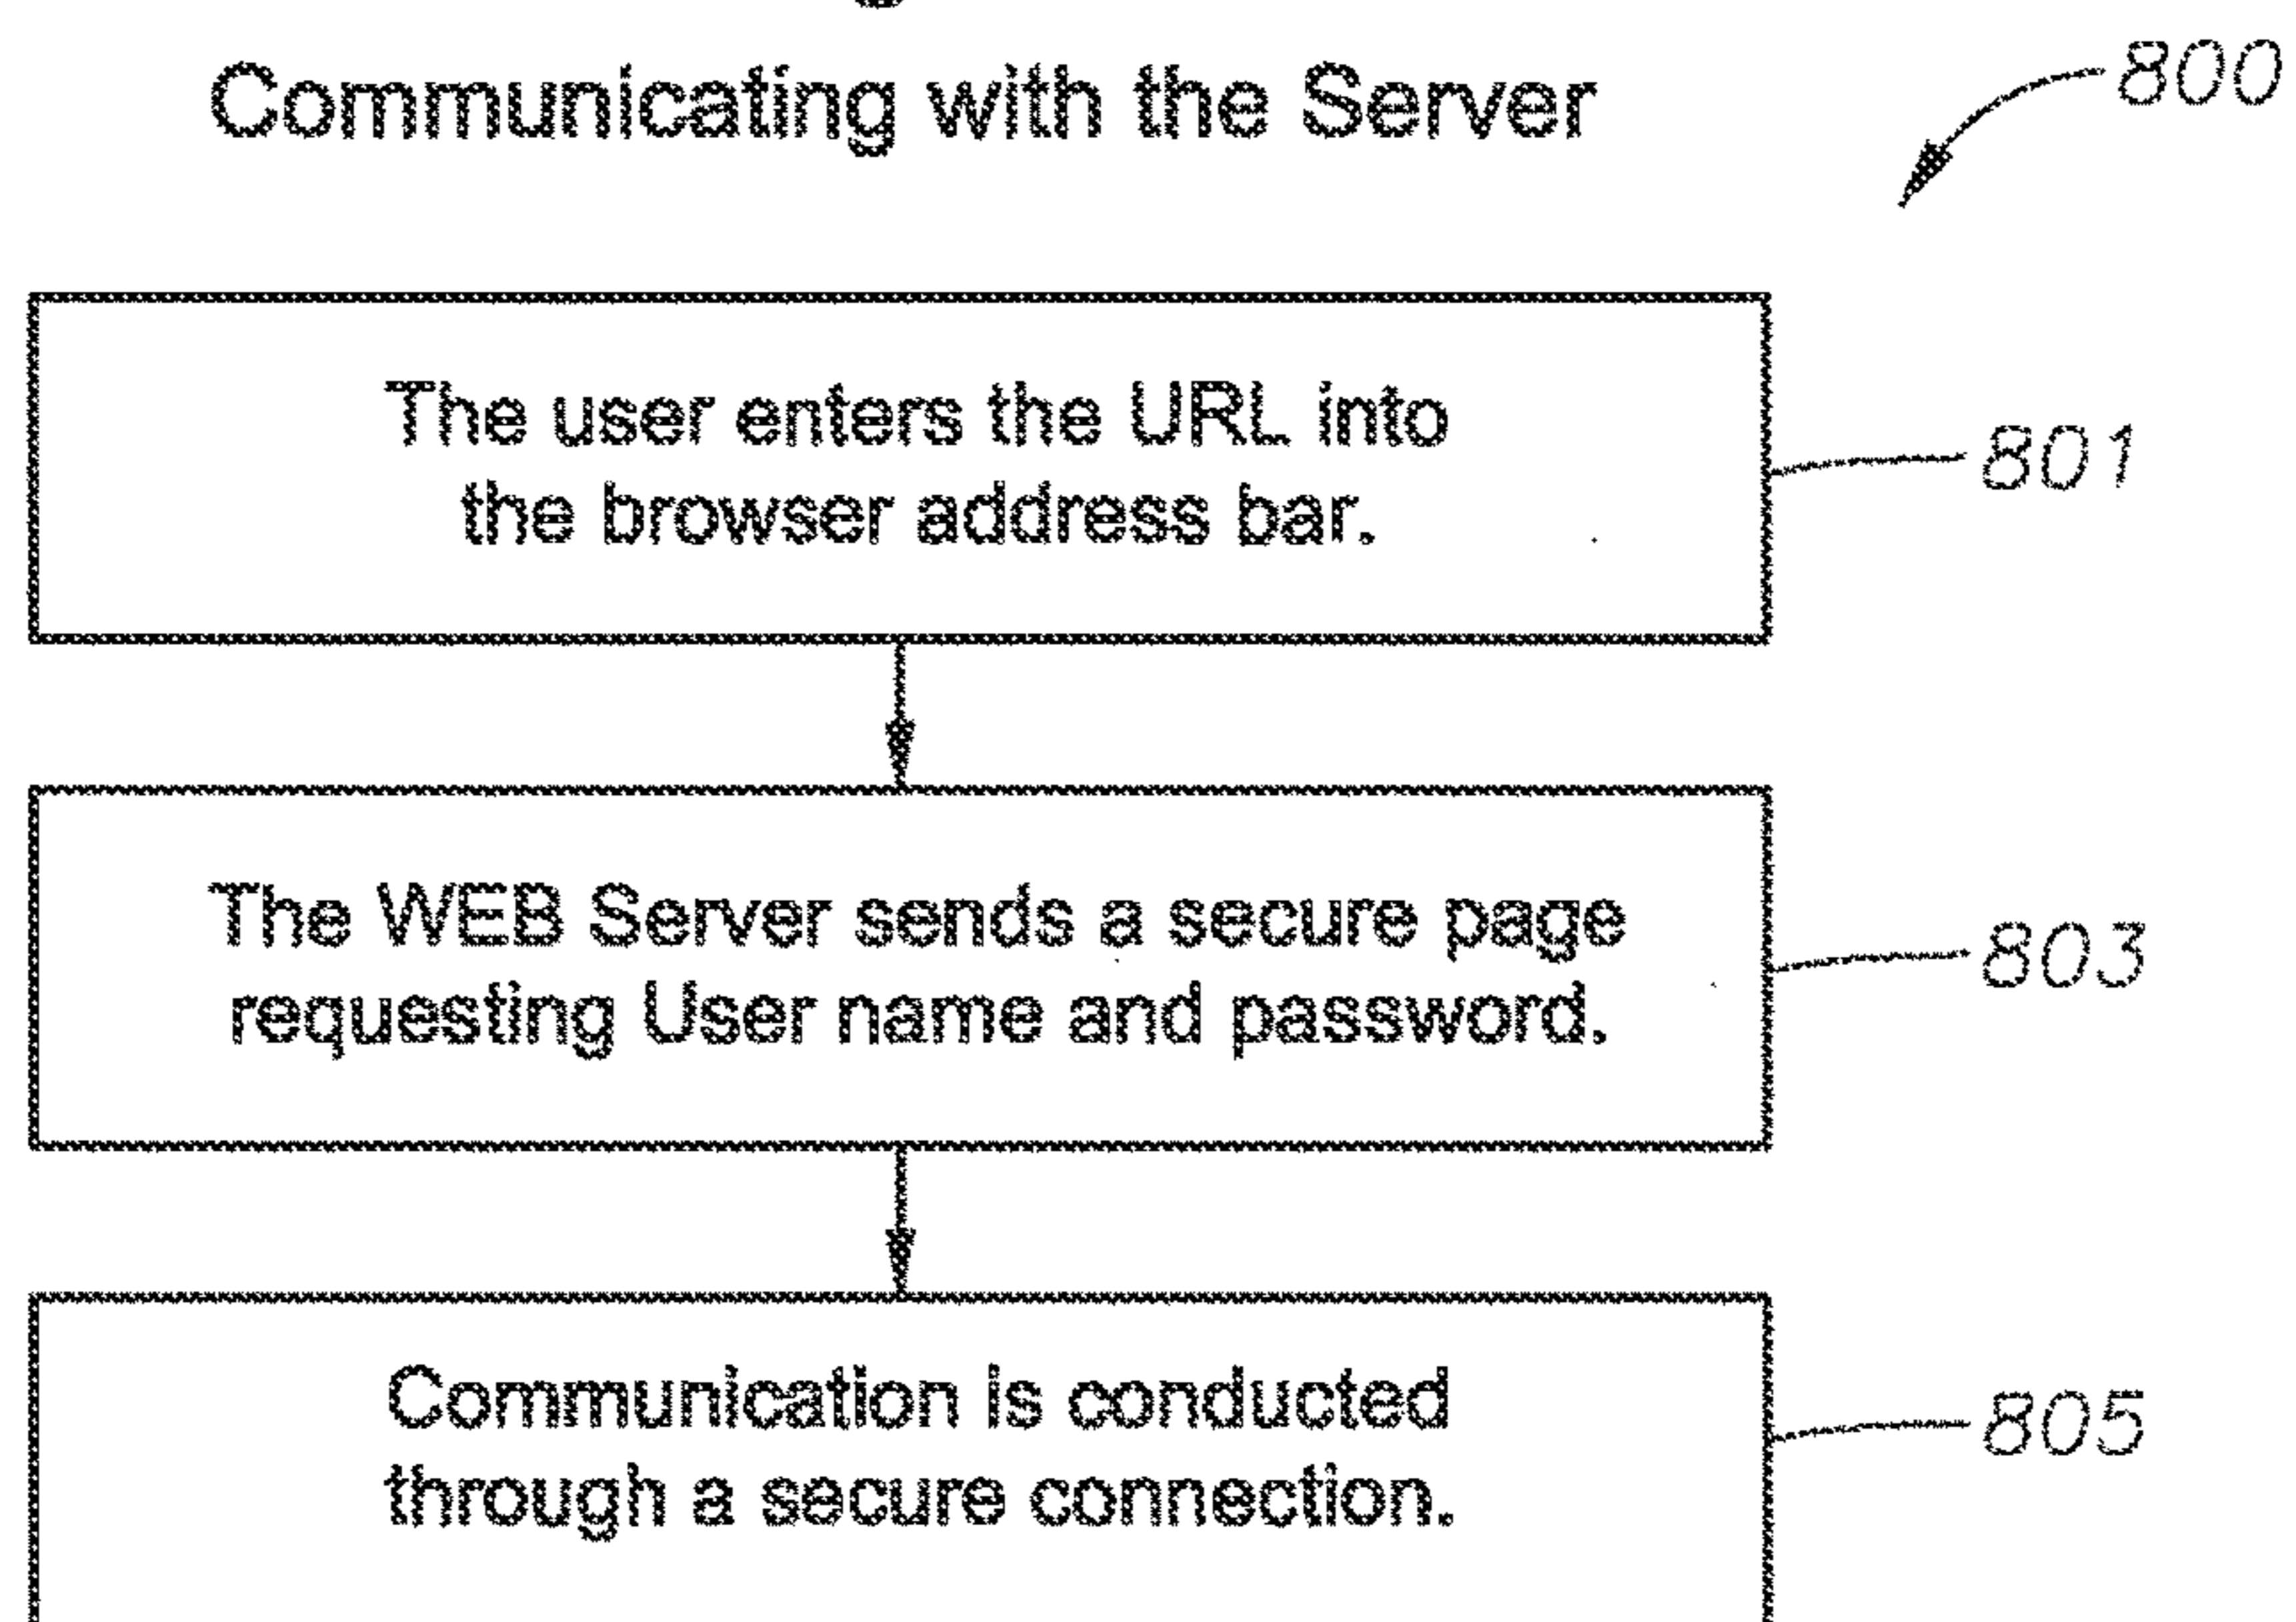 Communicating with the Server
800
The user enters the URL into
the browser address bar.
801
The WEB Server sends a secure page
requesting User name and password.
803
Communication is conducted
through a secure connection.
805